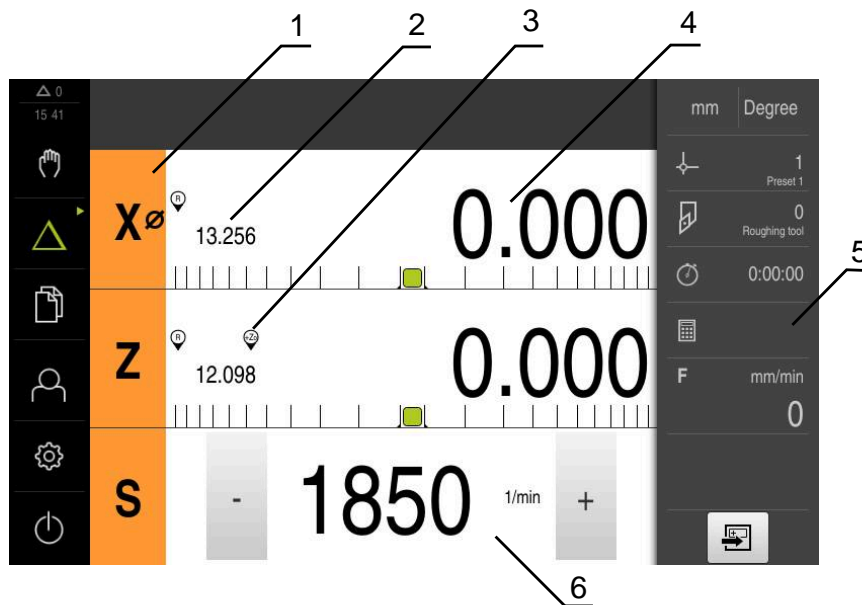 1 2 3 4
0
15 41
mm Degree
1
Preset 1
X⌀
R
13.256
0.000
0
Roughing tool
0:00:00
5
Z
R +Z0
12.098
0.000
F mm/min
0
S
-
1850
1/min
+
6